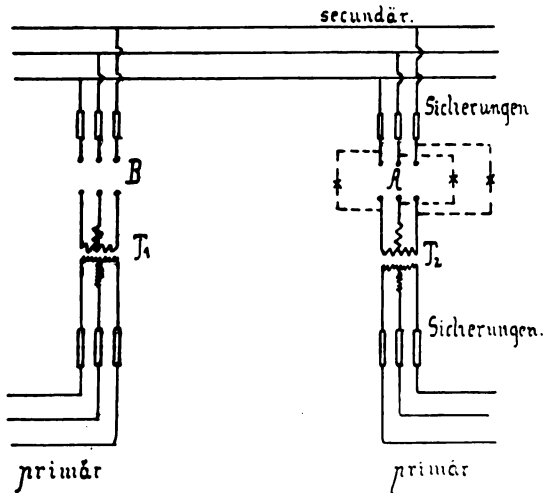 secundär.
Sicherungen
B
A
T₁
T₂
Sicherungen.
primär
primär